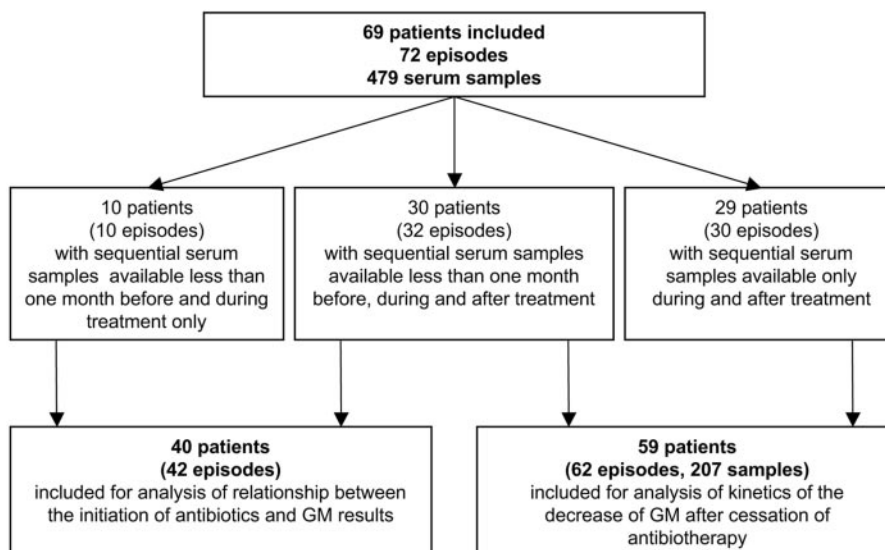 69 patients included
72 episodes
479 serum samples
10 patients
(10 episodes)
with sequential serum
samples available less than
one month before and during
treatment only
30 patients
(32 episodes)
with sequential serum samples
available less than one month
before, during and after treatment
29 patients
(30 episodes)
with sequential serum
samples available only
during and after treatment
40 patients
(42 episodes)
included for analysis of relationship between
the initiation of antibiotics and GM results
59 patients
(62 episodes, 207 samples)
included for analysis of kinetics of the
decrease of GM after cessation of
antibiotherapy